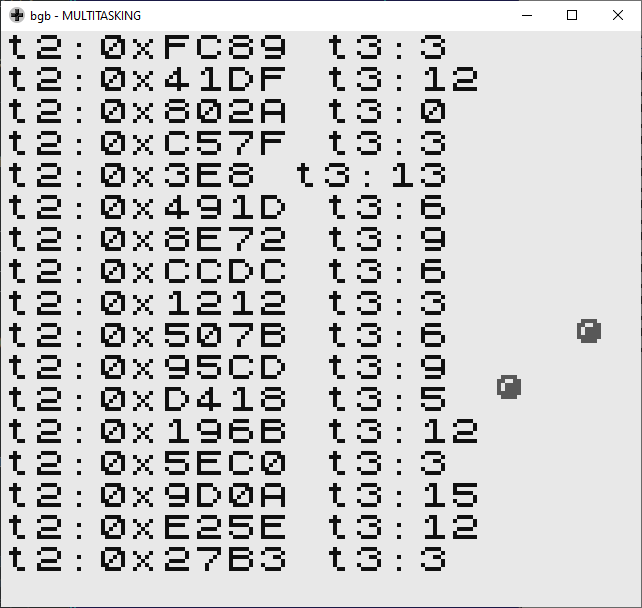 bgb - MULTITASKING
t2:0xFC89 t3:3
t2:0x41DF t3:12
t2:0x802A t3:0
t2:0xC57F t3:3
t2:0x3E8 t3:13
t2:0x491D t3:6
t2:0x8E72 t3:9
t2:0xCCDC t3:6
t2:0x1212 t3:3
t2:0x507B t3:6
t2:0x95CD t3:9
t2:0xD418 t3:5
t2:0x196B t3:12
t2:0x5EC0 t3:3
t2:0x9D0A t3:15
t2:0xE25E t3:12
t2:0x27B3 t3:3